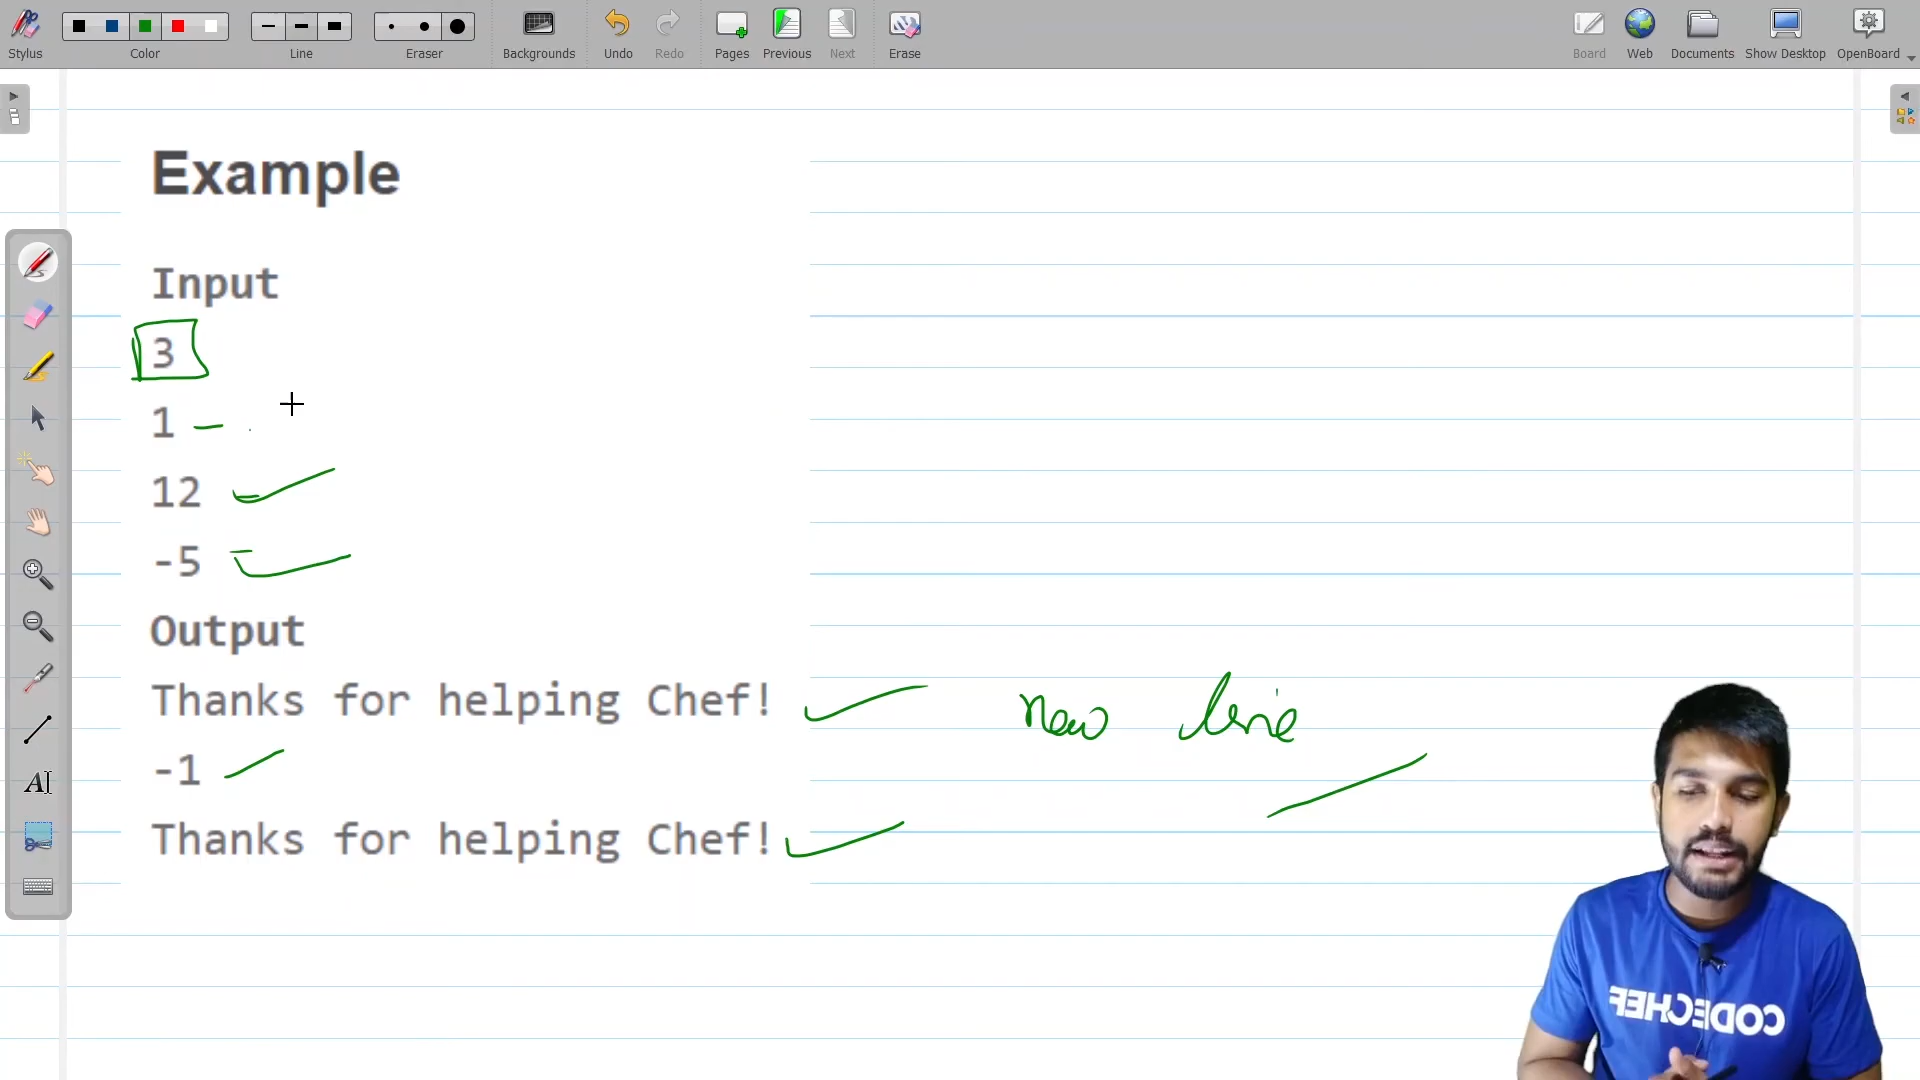 Stylus Color Line Eraser Backgrounds Undo Redo Pages Previous Next Erase Board Web Documents Show Desktop OpenBoard
Example
Input
3
1
12
-5
Output
Thanks for helping Chef!
new line
-1
Thanks for helping Chef!
CODECHEF